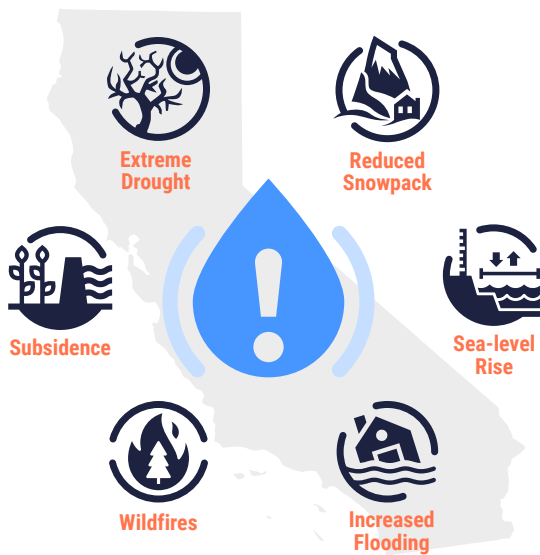 Extreme
Drought
Reduced
Snowpack
Subsidence
Sea-level
Rise
Wildfires
Increased
Flooding